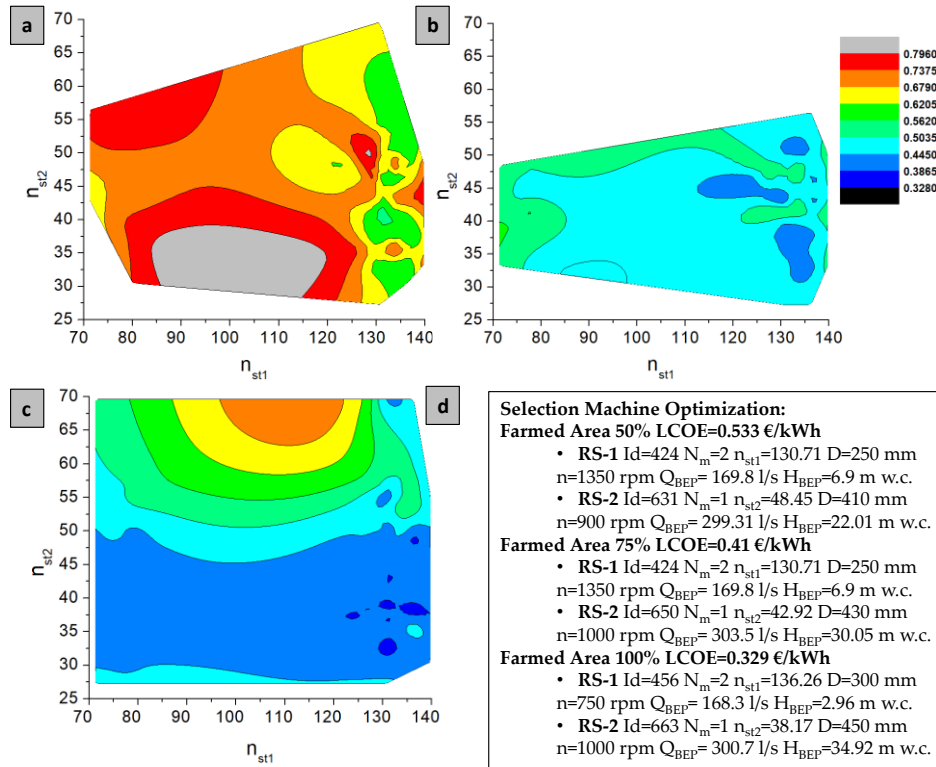 a
70
65
60
55
50
45
40
35
30
25
n_st2
70 80 90 100 110 120 130 140
n_st1
b
70
65
60
55
50
45
40
35
30
25
n_st2
70 80 90 100 110 120 130 140
n_st1
0.7960
0.7375
0.6790
0.6205
0.5620
0.5035
0.4450
0.3865
0.3280
c
70
65
60
55
50
45
40
35
30
25
n_st2
70 80 90 100 110 120 130 140
n_st1
d
Selection Machine Optimization:
Farmed Area 50% LCOE=0.533 €/kWh
• RS-1 Id=424 N_m=2 n_st1=130.71 D=250 mm
n=1350 rpm Q_BEP= 169.8 l/s H_BEP=6.9 m w.c.
• RS-2 Id=631 N_m=1 n_st2=48.45 D=410 mm
n=900 rpm Q_BEP= 299.31 l/s H_BEP=22.01 m w.c.
Farmed Area 75% LCOE=0.41 €/kWh
• RS-1 Id=424 N_m=2 n_st1=130.71 D=250 mm
n=1350 rpm Q_BEP= 169.8 l/s H_BEP=6.9 m w.c.
• RS-2 Id=650 N_m=1 n_st2=42.92 D=430 mm
n=1000 rpm Q_BEP= 303.5 l/s H_BEP=30.05 m w.c.
Farmed Area 100% LCOE=0.329 €/kWh
• RS-1 Id=456 N_m=2 n_st1=136.26 D=300 mm
n=750 rpm Q_BEP= 168.3 l/s H_BEP=2.96 m w.c.
• RS-2 Id=663 N_m=1 n_st2=38.17 D=450 mm
n=1000 rpm Q_BEP= 300.7 l/s H_BEP=34.92 m w.c.